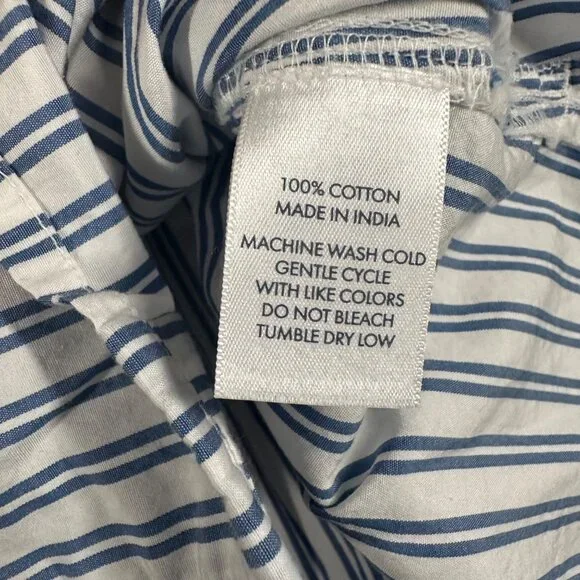 100% COTTON
MADE IN INDIA
MACHINE WASH COLD
GENTLE CYCLE
WITH LIKE COLORS
DO NOT BLEACH
TUMBLE DRY LOW